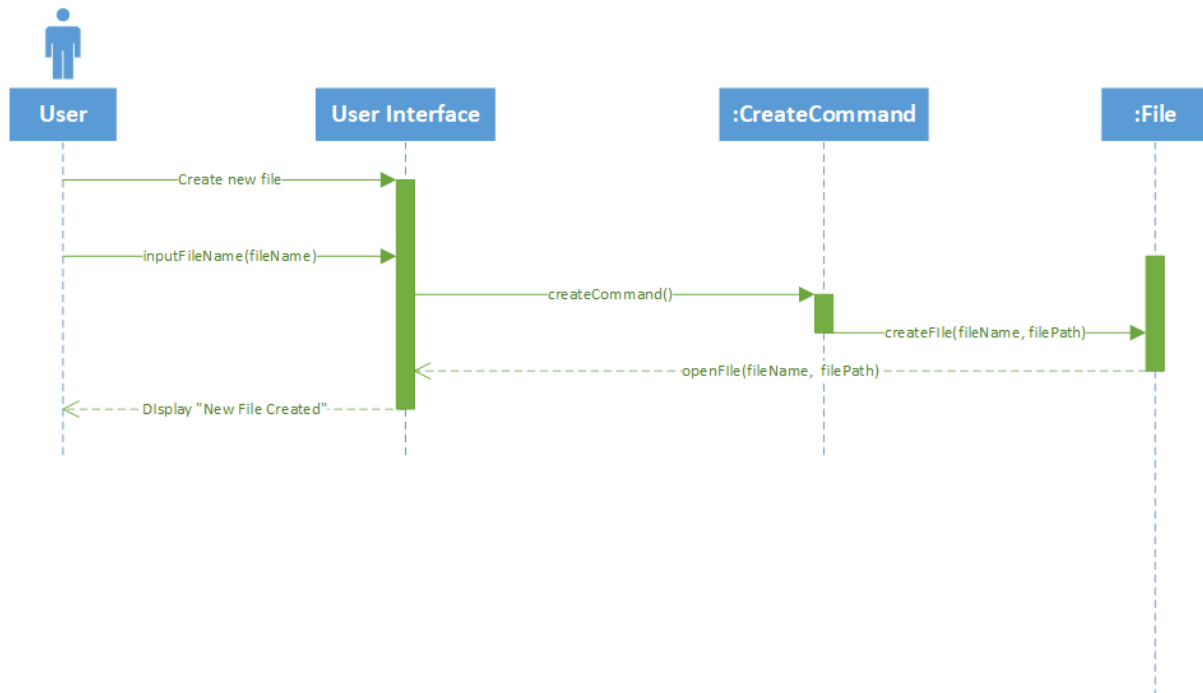 User
User Interface
:CreateCommand
:File
Create new file
inputFileName(fileName)
createCommand()
createFIle(fileName, filePath)
openFIle(fileName, filePath)
DIsplay "New File Created"